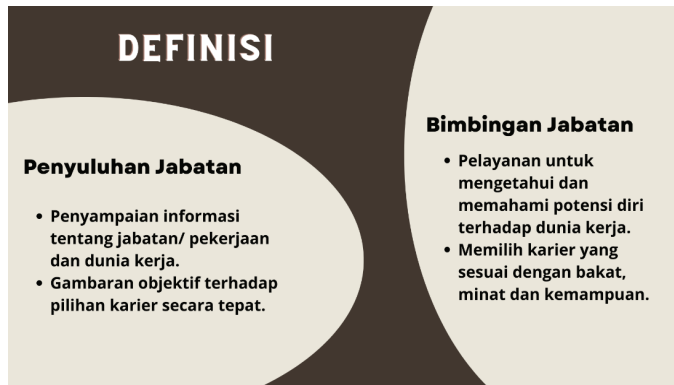 DEFINISI
Penyuluhan Jabatan
• Penyampaian informasi
tentang jabatan/ pekerjaan
dan dunia kerja.
• Gambaran objektif terhadap
pilihan karier secara tepat.
Bimbingan Jabatan
• Pelayanan untuk
mengetahui dan
memahami potensi diri
terhadap dunia kerja.
• Memilih karier yang
sesuai dengan bakat,
minat dan kemampuan.